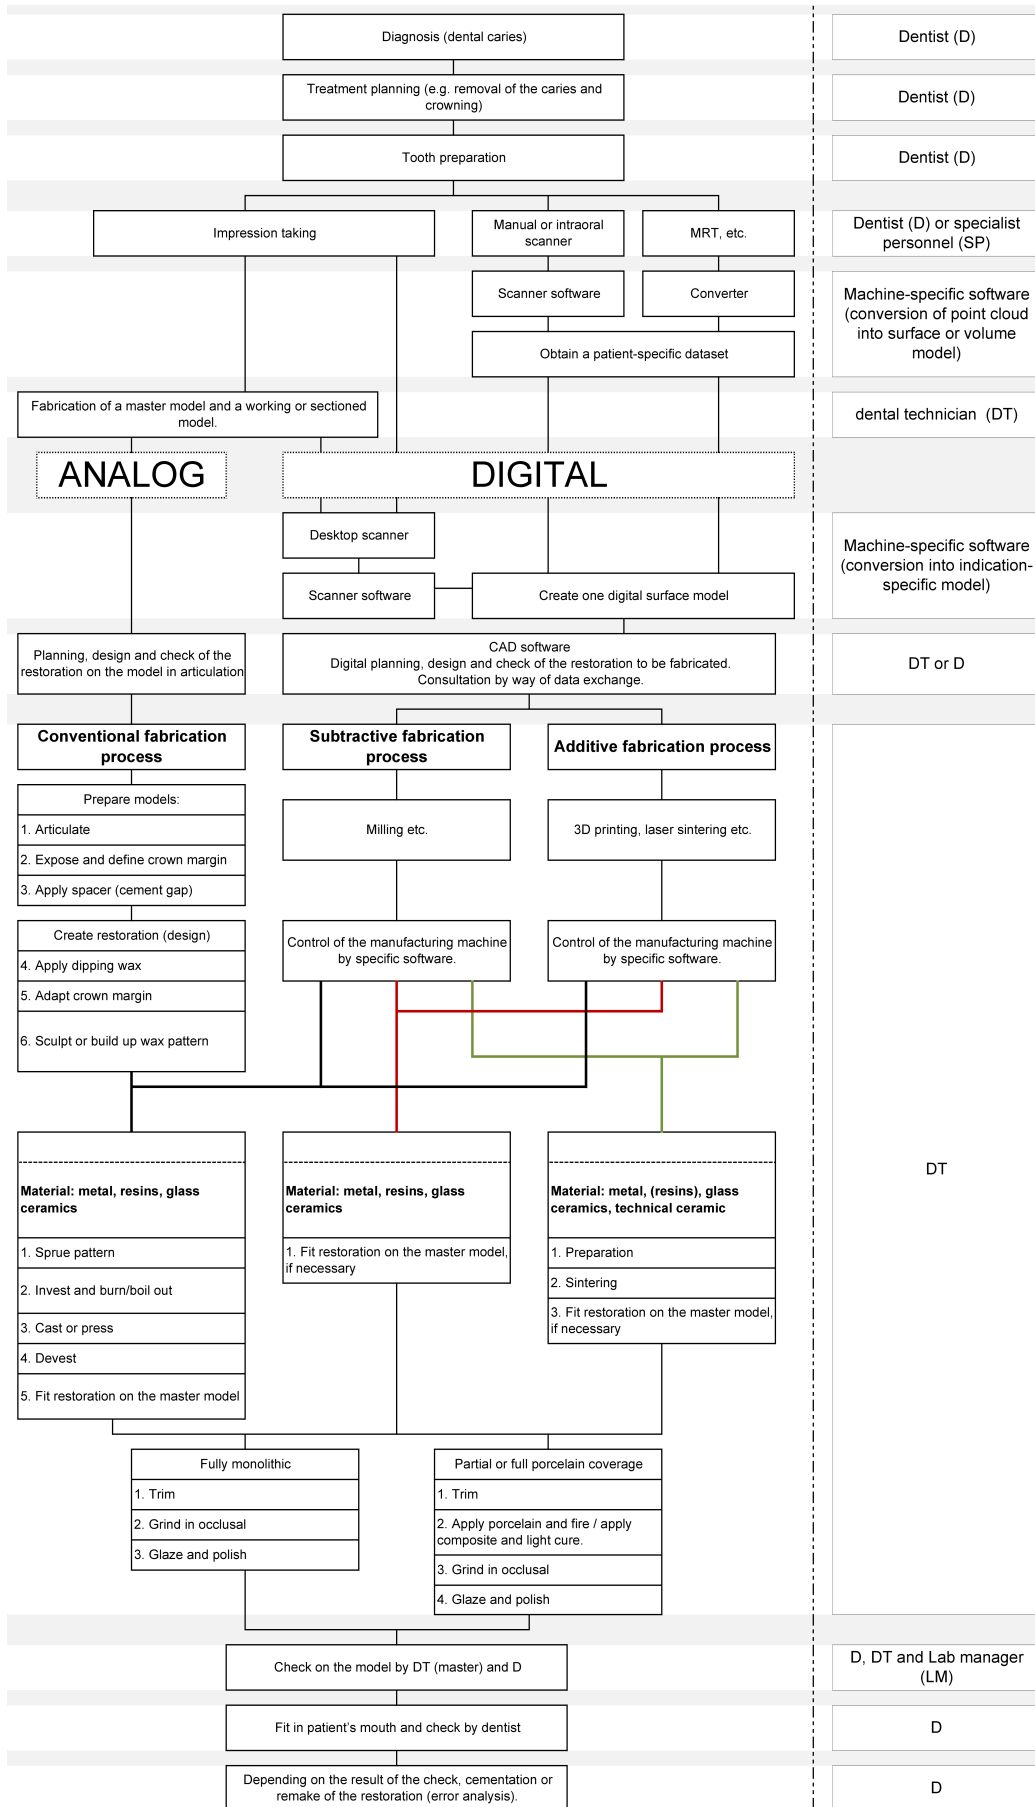 Diagnosis (dental caries)
Dentist (D)
Treatment planning (e.g. removal of the caries and
crowning)
Dentist (D)
Tooth preparation
Dentist (D)
Impression taking
Manual or intraoral
scanner
MRT, etc.
Dentist (D) or specialist
personnel (SP)
Scanner software
Converter
Obtain a patient-specific dataset
Machine-specific software
(conversion of point cloud
into surface or volume
model)
Fabrication of a master model and a working or sectioned
model.
dental technician (DT)
ANALOG
DIGITAL
Desktop scanner
Scanner software
Create one digital surface model
Machine-specific software
(conversion into indication-
specific model)
Planning, design and check of the
restoration on the model in articulation
CAD software
Digital planning, design and check of the restoration to be fabricated.
Consultation by way of data exchange.
DT or D
Conventional fabrication
process
Subtractive fabrication
process
Additive fabrication process
Prepare models:
1. Articulate
2. Expose and define crown margin
3. Apply spacer (cement gap)
Milling etc.
3D printing, laser sintering etc.
Create restoration (design)
4. Apply dipping wax
5. Adapt crown margin
6. Sculpt or build up wax pattern
Control of the manufacturing machine
by specific software.
Control of the manufacturing machine
by specific software.
DT
Material: metal, resins, glass
ceramics
1. Sprue pattern
2. Invest and burn/boil out
3. Cast or press
4. Devest
5. Fit restoration on the master model
Material: metal, resins, glass
ceramics
1. Fit restoration on the master model,
if necessary
Material: metal, (resins), glass
ceramics, technical ceramic
1. Preparation
2. Sintering
3. Fit restoration on the master model,
if necessary
Fully monolithic
1. Trim
2. Grind in occlusal
3. Glaze and polish
Partial or full porcelain coverage
1. Trim
2. Apply porcelain and fire / apply
composite and light cure.
3. Grind in occlusal
4. Glaze and polish
Check on the model by DT (master) and D
D, DT and Lab manager
(LM)
Fit in patient's mouth and check by dentist
D
Depending on the result of the check, cementation or
remake of the restoration (error analysis).
D